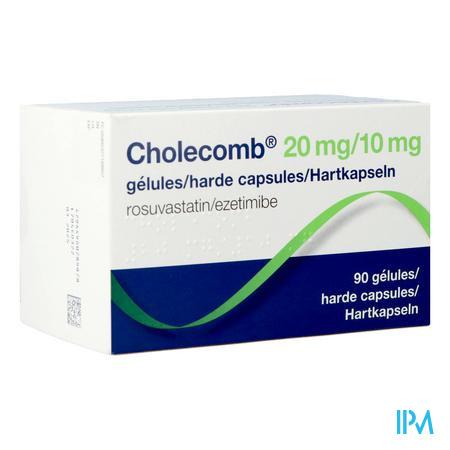 Cholecomb® 20 mg/10 mg
gélules/harde capsules/Hartkapseln
rosuvastatin/ezetimibe
90 gélules/
harde capsules/
Hartkapseln
IPM